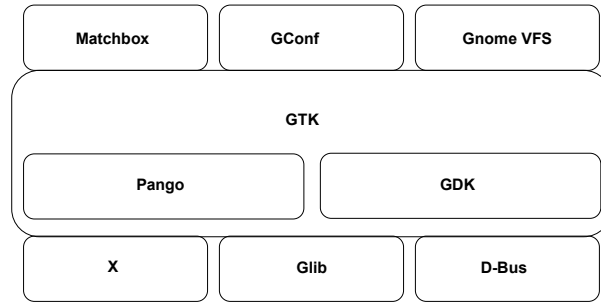 Matchbox
GConf
Gnome VFS
GTK
Pango
GDK
X
Glib
D-Bus